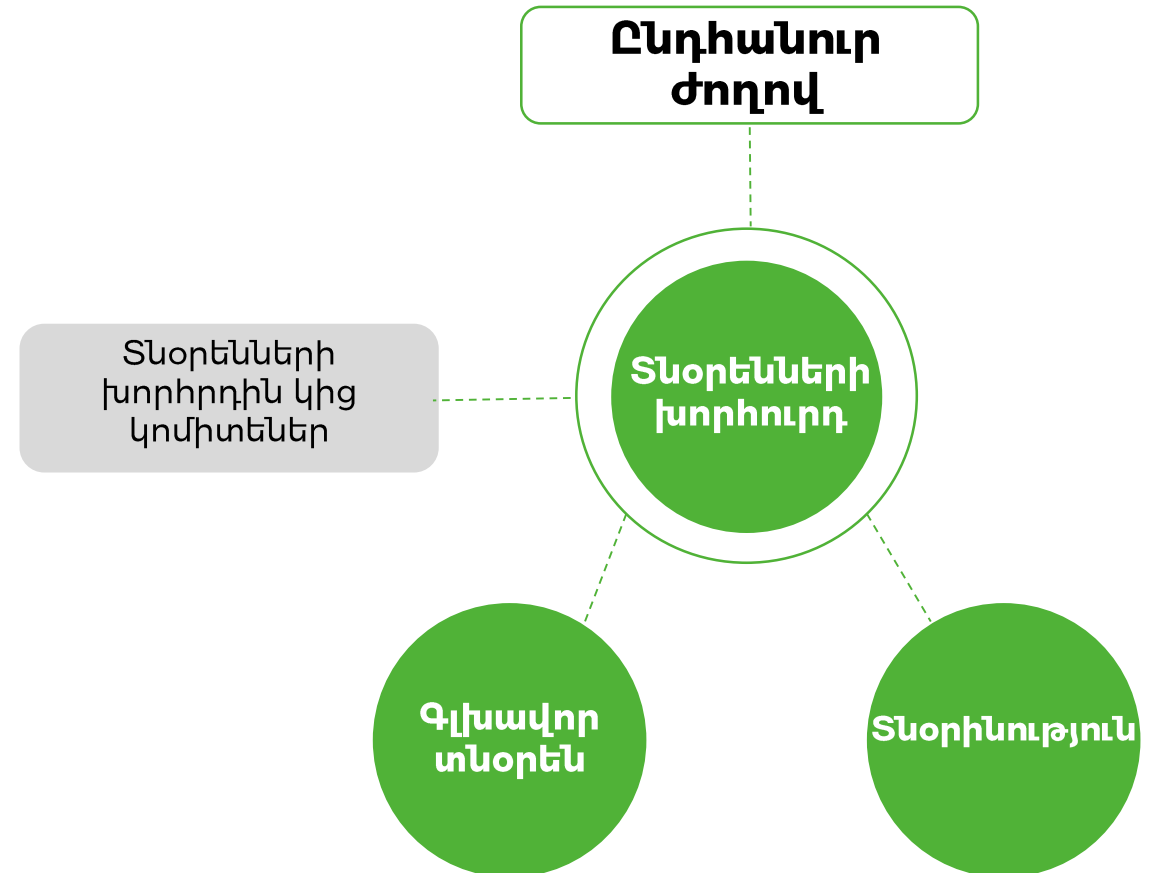 Ընդհանուր
ժողով
Տնօրենների
խորհրդին կից
կոմիտեներ
Տնօրենների
խորհուրդ
Գլխավոր
տնօրեն
Տնօրինություն